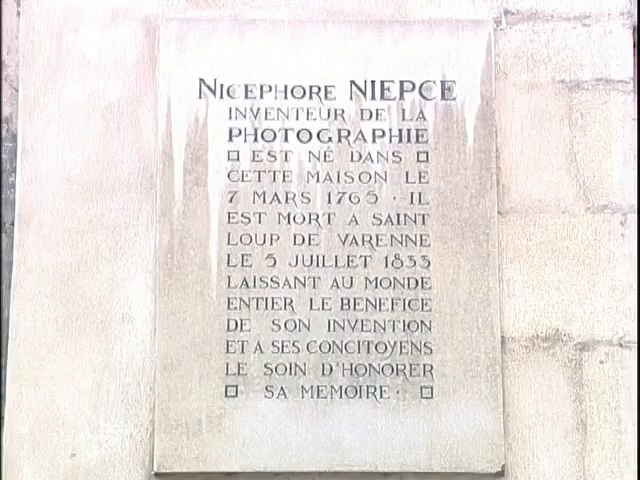 NICEPHORE NIEPCE
INVENTEUR DE LA
PHOTOGRAPHIE
EST NÉ DANS
CETTE MAISON LE
7 MARS 1765 · IL
EST MORT A SAINT
LOUP DE VARENNE
LE 5 JUILLET 1833
LAISSANT AU MONDE
ENTIER LE BENEFICE
DE SON INVENTION
ET A SES CONCITOYENS
LE SOIN D'HONORER
SA MEMOIRE ·